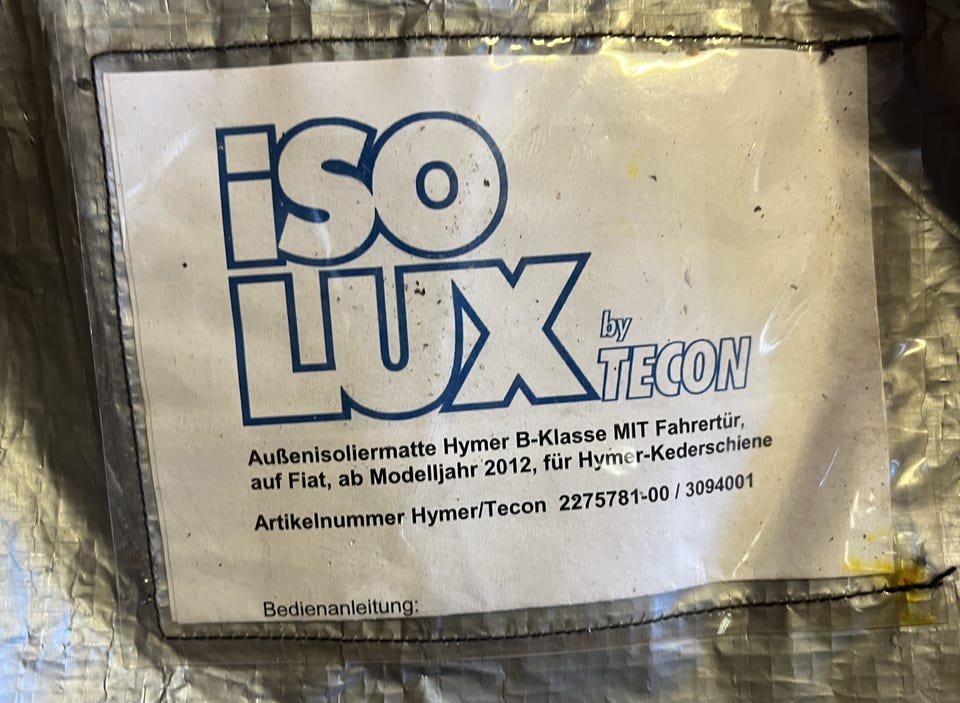 iSO
LUX
by
TECON
Außenisoliermatte Hymer B-Klasse MIT Fahrertür,
auf Fiat, ab Modelljahr 2012, für Hymer-Kederschiene
Artikelnummer Hymer/Tecon 2275781-00 / 3094001
Bedienanleitung: